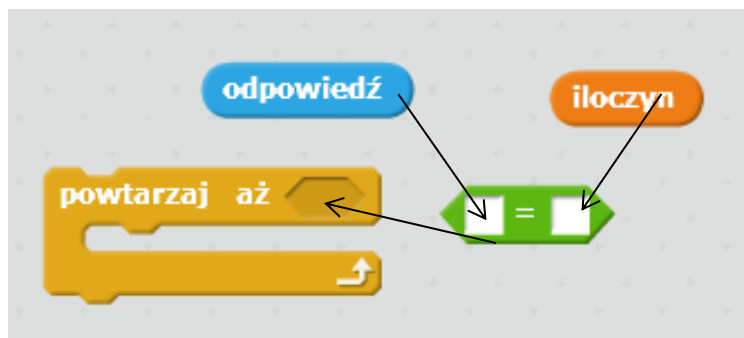 odpowiedź
iloczyn
powtarzaj aż
=